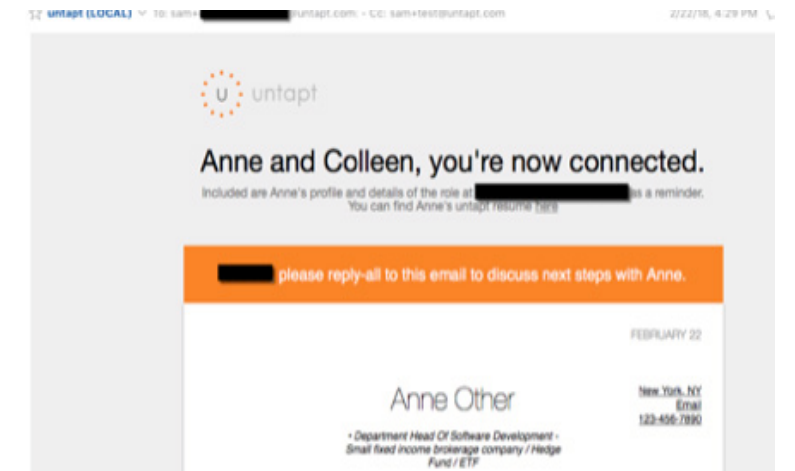 untapt (LOCAL) To: sam+ @untapt.com; - Cc: sam+test@untapt.com 2/22/18, 4:29 PM
u untapt
Anne and Colleen, you're now connected.
Included are Anne's profile and details of the role at as a reminder.
You can find Anne's untapt resume here
please reply-all to this email to discuss next steps with Anne.
FEBRUARY 22
Anne Other
New York, NY
Email
123-456-7890
- Department Head Of Software Development -
Small fixed income brokerage company / Hedge
Fund / ETF